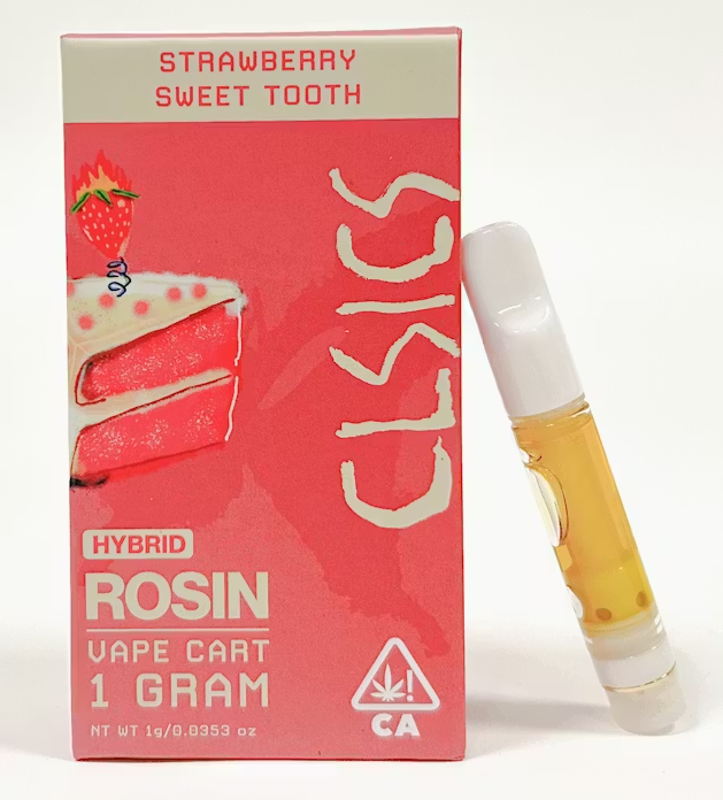 STRAWBERRY
SWEET TOOTH
CLSICS
HYBRID
ROSIN
VAPE CART
1 GRAM
NT WT 1g/0.0353 oz
!
CA